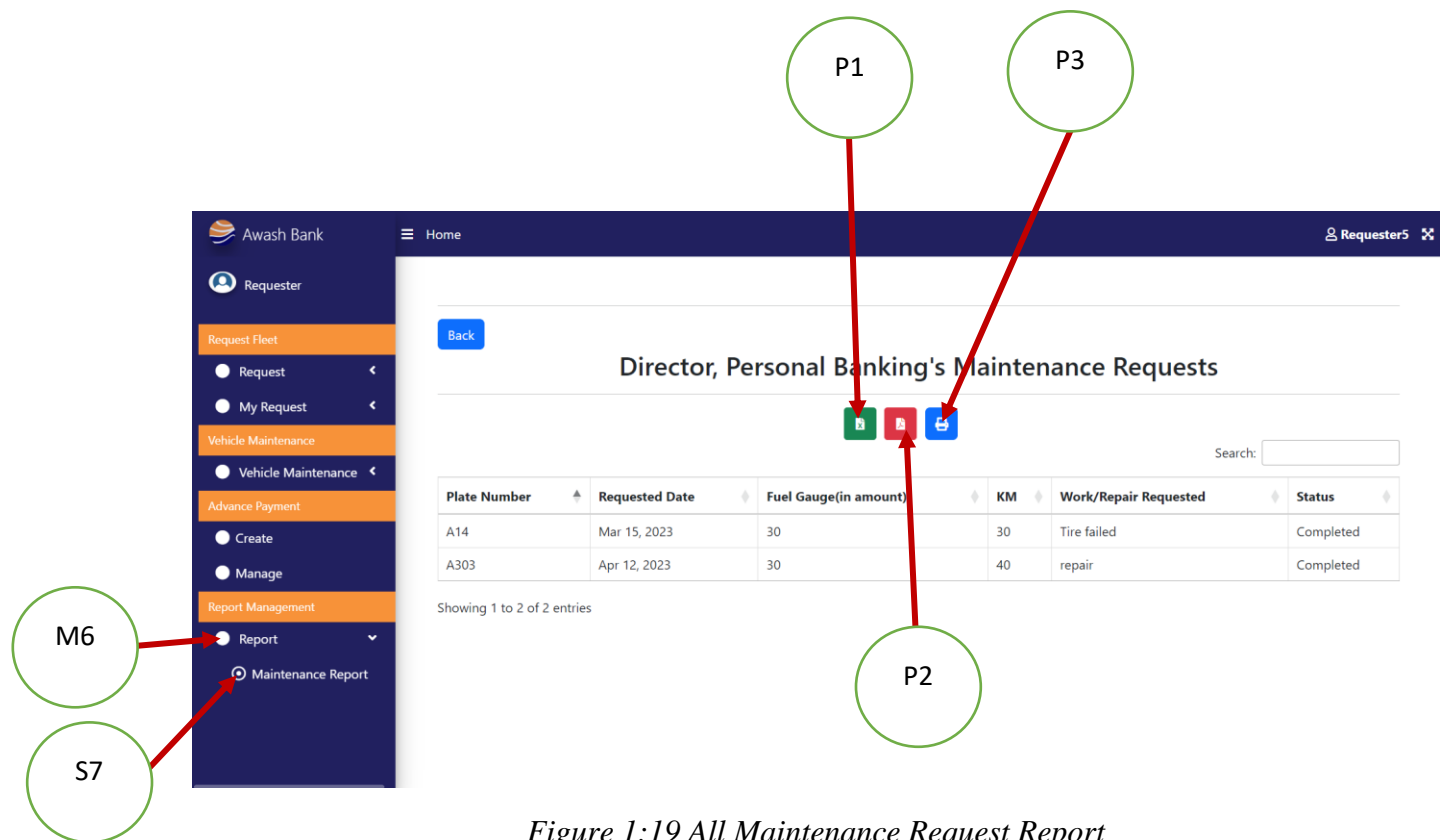 P1
P3
Awash Bank
Home
Requester5
Requester
Request Fleet
Request
My Request
Vehicle Maintenance
Vehicle Maintenance
Advance Payment
Create
Manage
Report Management
Report
Maintenance Report
M6
S7
Back
Director, Personal Banking's Maintenance Requests
Search:
Plate Number Requested Date Fuel Gauge(in amount) KM Work/Repair Requested Status
A14 Mar 15, 2023 30 30 Tire failed Completed
A303 Apr 12, 2023 30 40 repair Completed
Showing 1 to 2 of 2 entries
P2
Figure 1:19 All Maintenance Request Report